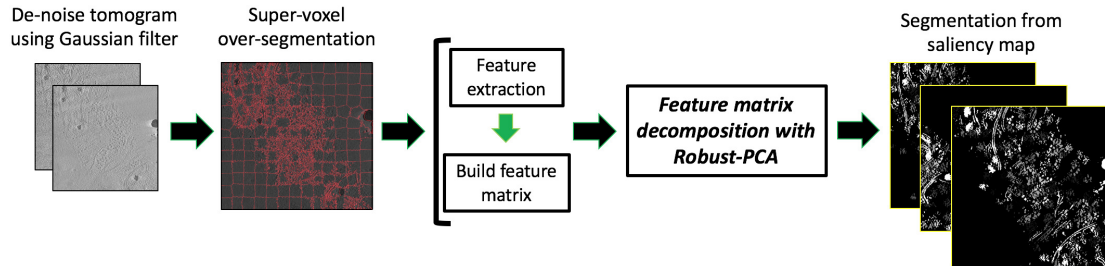 De-noise tomogram
using Gaussian filter
Super-voxel
over-segmentation
Feature
extraction
Build feature
matrix
Feature matrix
decomposition with
Robust-PCA
Segmentation from
saliency map